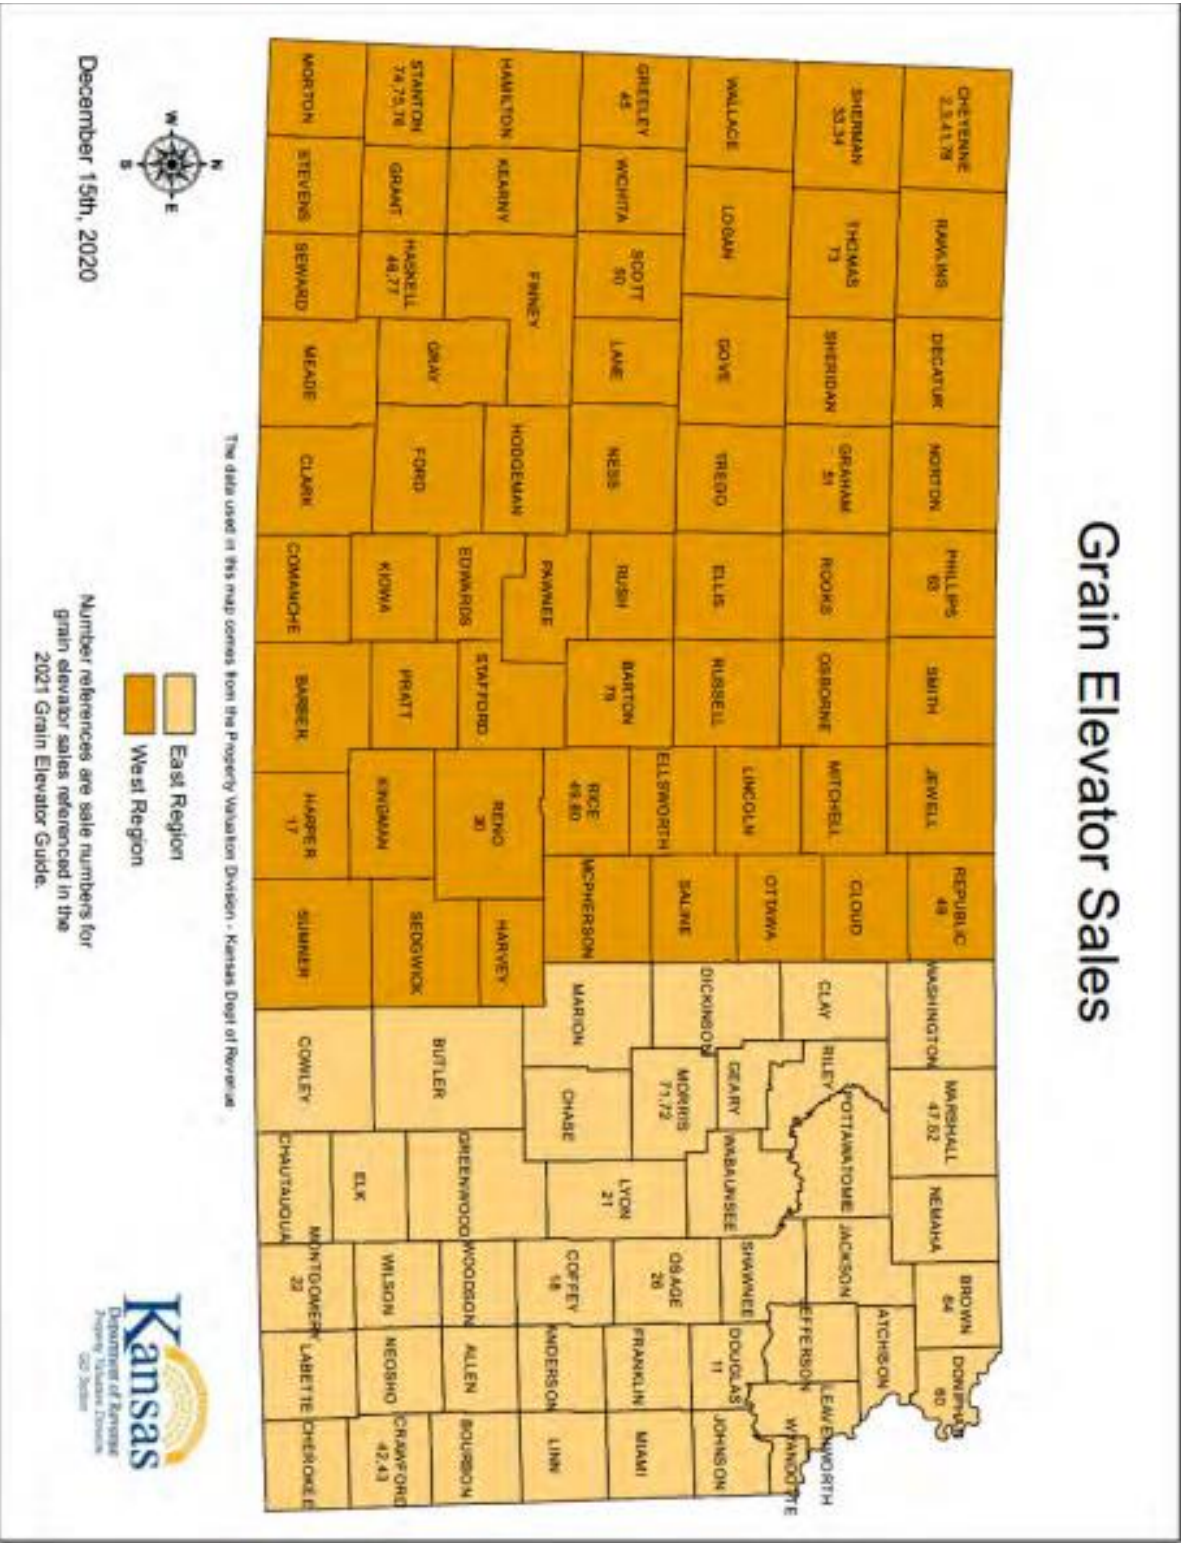 Grain Elevator Sales
CHEYENNE
2,3,41,78
RAWLINS
DECATUR
NORTON
PHILLIPS
63
SMITH
JEWELL
REPUBLIC
49
WASHINGTON
MARSHALL
47,52
NEMAHA
BROWN
64
DONIPHAN
60
SHERMAN
33,34
THOMAS
73
SHERIDAN
GRAHAM
51
ROOKS
OSBORNE
MITCHELL
CLOUD
CLAY
RILEY
POTTAWATOMIE
JACKSON
ATCHISON
JEFFERSON
LEAVENWORTH
WYANDOTTE
WALLACE
LOGAN
GOVE
TREGO
ELLIS
RUSSELL
LINCOLN
OTTAWA
DICKINSON
GEARY
WABAUNSEE
SHAWNEE
DOUGLAS
11
JOHNSON
GREELEY
45
WICHITA
SCOTT
50
LANE
NESS
RUSH
BARTON
79
ELLSWORTH
SALINE
MORRIS
71,72
LYON
21
OSAGE
26
FRANKLIN
MIAMI
HAMILTON
KEARNY
FINNEY
HODGEMAN
PAWNEE
RICE
49,80
MCPHERSON
MARION
CHASE
COFFEY
18
ANDERSON
LINN
STANTON
74,75,76
GRANT
HASKELL
46,77
GRAY
FORD
EDWARDS
STAFFORD
RENO
30
HARVEY
BUTLER
GREENWOOD
WOODSON
ALLEN
BOURBON
KIOWA
PRATT
KINGMAN
SEDGWICK
ELK
WILSON
NEOSHO
CRAWFORD
42,43
MORTON
STEVENS
SEWARD
MEADE
CLARK
COMANCHE
BARBER
HARPER
17
SUMNER
COWLEY
CHAUTAUQUA
MONTGOMERY
22
LABETTE
CHEROKEE
The data used in this map comes from the Property Valuation Division - Kansas Dept of Revenue
N
W
E
S
December 15th, 2020
East Region
West Region
Number references are sale numbers for
grain elevator sales referenced in the
2021 Grain Elevator Guide.
Kansas
Department of Revenue
Property Valuation Division